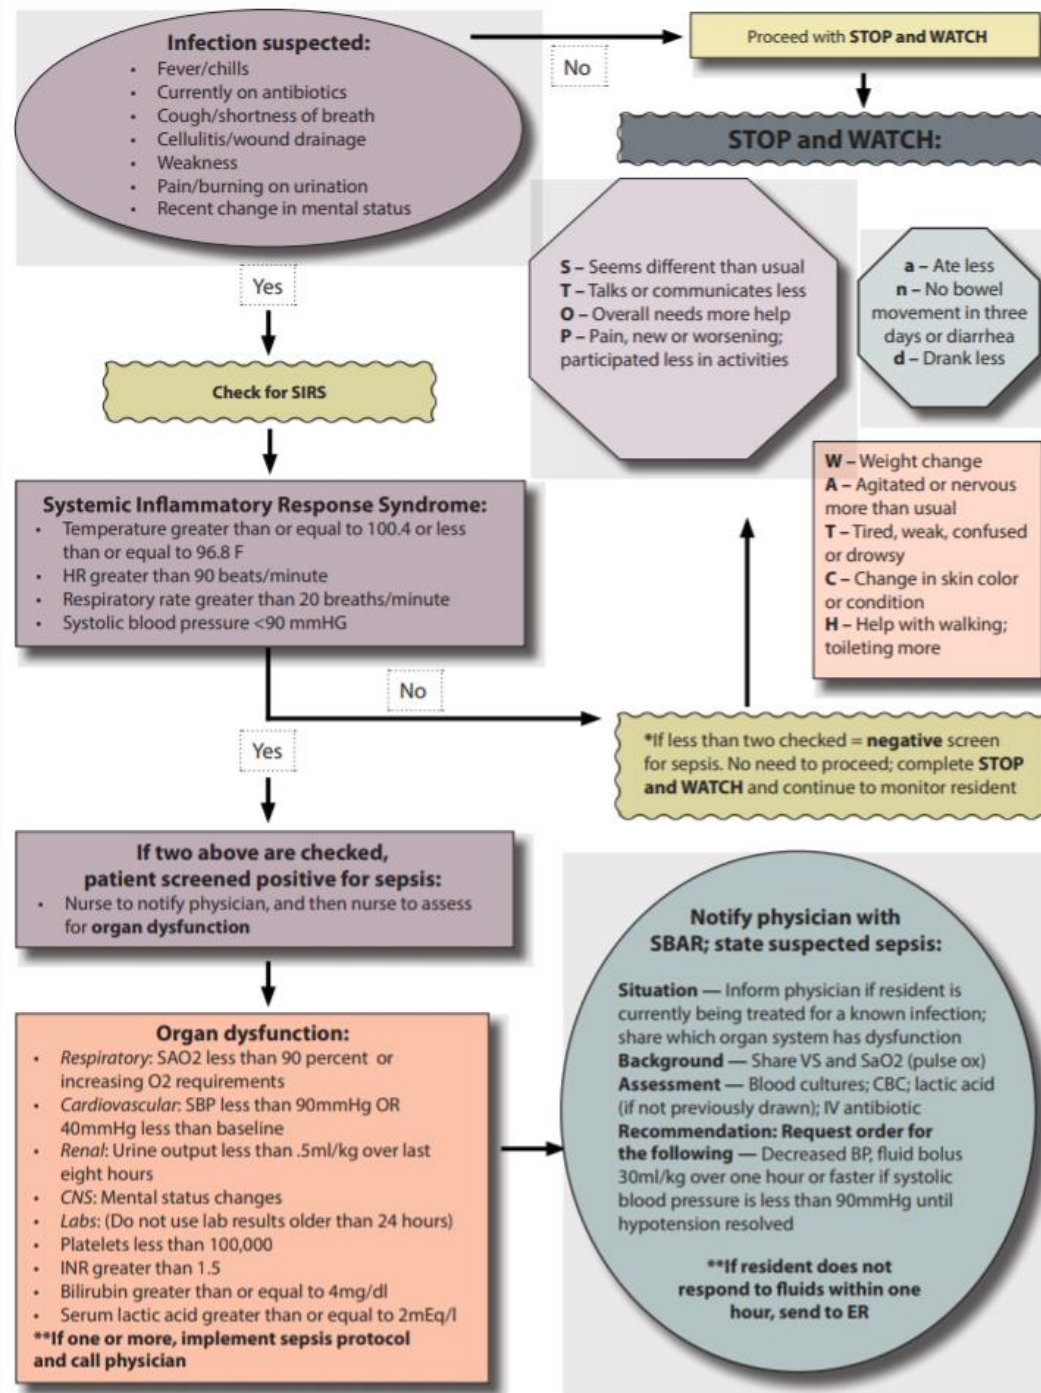 Infection suspected:
• Fever/chills
• Currently on antibiotics
• Cough/shortness of breath
• Cellulitis/wound drainage
• Weakness
• Pain/burning on urination
• Recent change in mental status
No
Proceed with STOP and WATCH
STOP and WATCH:
S – Seems different than usual
T – Talks or communicates less
O – Overall needs more help
P – Pain, new or worsening;
participated less in activities
a – Ate less
n – No bowel
movement in three
days or diarrhea
d – Drank less
W – Weight change
A – Agitated or nervous
more than usual
T – Tired, weak, confused
or drowsy
C – Change in skin color
or condition
H – Help with walking;
toileting more
Yes
Check for SIRS
Systemic Inflammatory Response Syndrome:
• Temperature greater than or equal to 100.4 or less
than or equal to 96.8 F
• HR greater than 90 beats/minute
• Respiratory rate greater than 20 breaths/minute
• Systolic blood pressure <90 mmHG
No
*If less than two checked = negative screen
for sepsis. No need to proceed; complete STOP
and WATCH and continue to monitor resident
Yes
If two above are checked,
patient screened positive for sepsis:
• Nurse to notify physician, and then nurse to assess
for organ dysfunction
Organ dysfunction:
• Respiratory: SAO2 less than 90 percent or
increasing O2 requirements
• Cardiovascular: SBP less than 90mmHg OR
40mmHg less than baseline
• Renal: Urine output less than .5ml/kg over last
eight hours
• CNS: Mental status changes
• Labs: (Do not use lab results older than 24 hours)
• Platelets less than 100,000
• INR greater than 1.5
• Bilirubin greater than or equal to 4mg/dl
• Serum lactic acid greater than or equal to 2mEq/l
**If one or more, implement sepsis protocol
and call physician
Notify physician with
SBAR; state suspected sepsis:
Situation — Inform physician if resident is
currently being treated for a known infection;
share which organ system has dysfunction
Background — Share VS and SaO2 (pulse ox)
Assessment — Blood cultures; CBC; lactic acid
(if not previously drawn); IV antibiotic
Recommendation: Request order for
the following — Decreased BP, fluid bolus
30ml/kg over one hour or faster if systolic
blood pressure is less than 90mmHg until
hypotension resolved
**If resident does not
respond to fluids within one
hour, send to ER